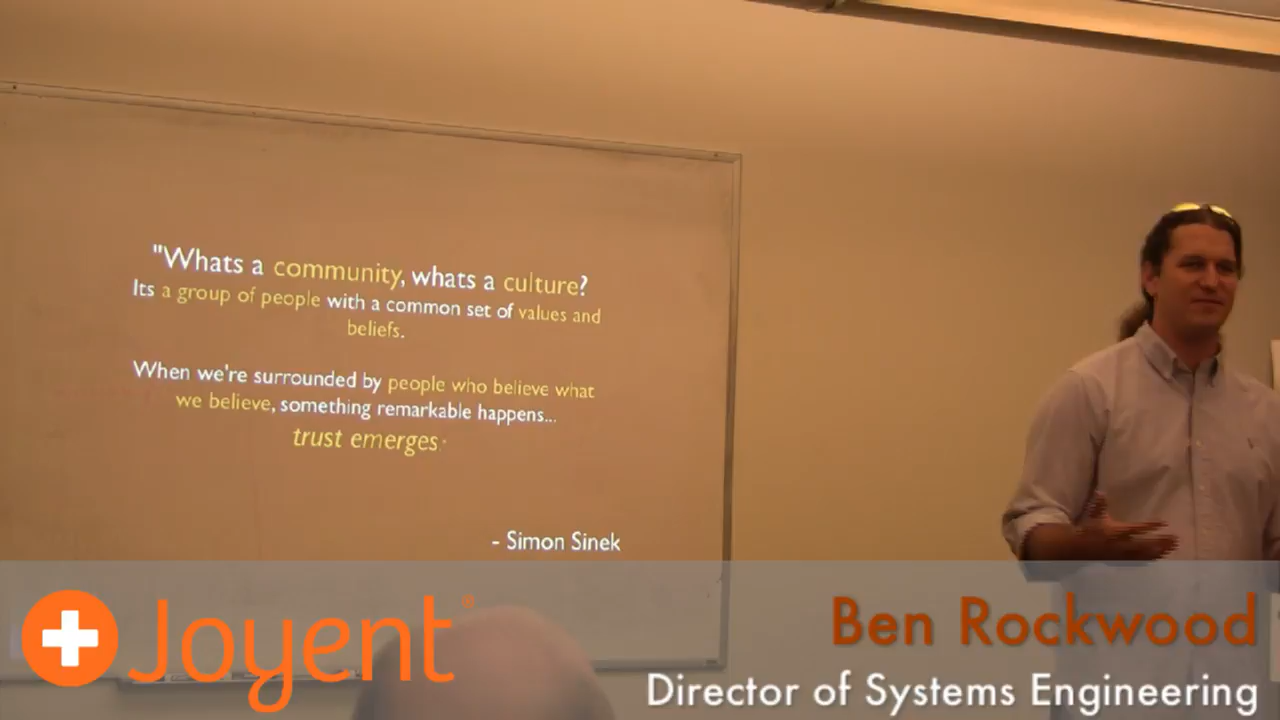 "Whats a community, whats a culture?
Its a group of people with a common set of values and
beliefs.
When we're surrounded by people who believe what
we believe, something remarkable happens...
trust emerges.
- Simon Sinek
Joyent®
Ben Rockwood
Director of Systems Engineering